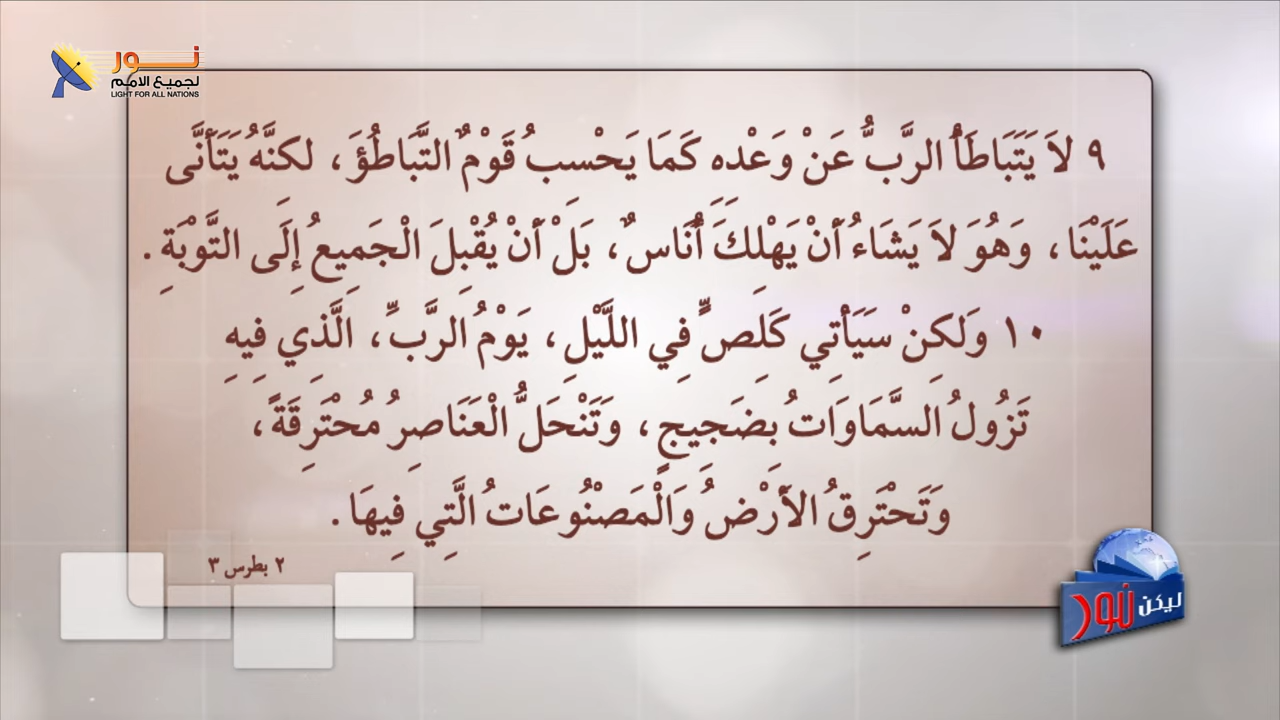 نور
لجميع الامم
LIGHT FOR ALL NATIONS
٩ لاَ يَتَبَاطَأُ الرَّبُّ عَنْ وَعْدِهِ كَمَا يَحْسِبُ قَوْمٌ التَّبَاطُؤَ، لكِنَّهُ يَتَأَنَّى
عَلَيْنَا، وَهُوَ لاَ يَشَاءُ أَنْ يَهْلِكَ أُنَاسٌ، بَلْ أَنْ يُقْبِلَ الْجَمِيعُ إِلَى التَّوْبَةِ.
١٠ وَلكِنْ سَيَأْتِي كَلِصٍّ فِي اللَّيْلِ، يَوْمُ الرَّبِّ، الَّذِي فِيهِ
تَزُولُ السَّمَاوَاتُ بِضَجِيجٍ، وَتَنْحَلُّ الْعَنَاصِرُ مُحْتَرِقَةً،
وَتَحْتَرِقُ الأَرْضُ وَالْمَصْنُوعَاتُ الَّتِي فِيهَا.
٢ بطرس ٣
ليكن نور